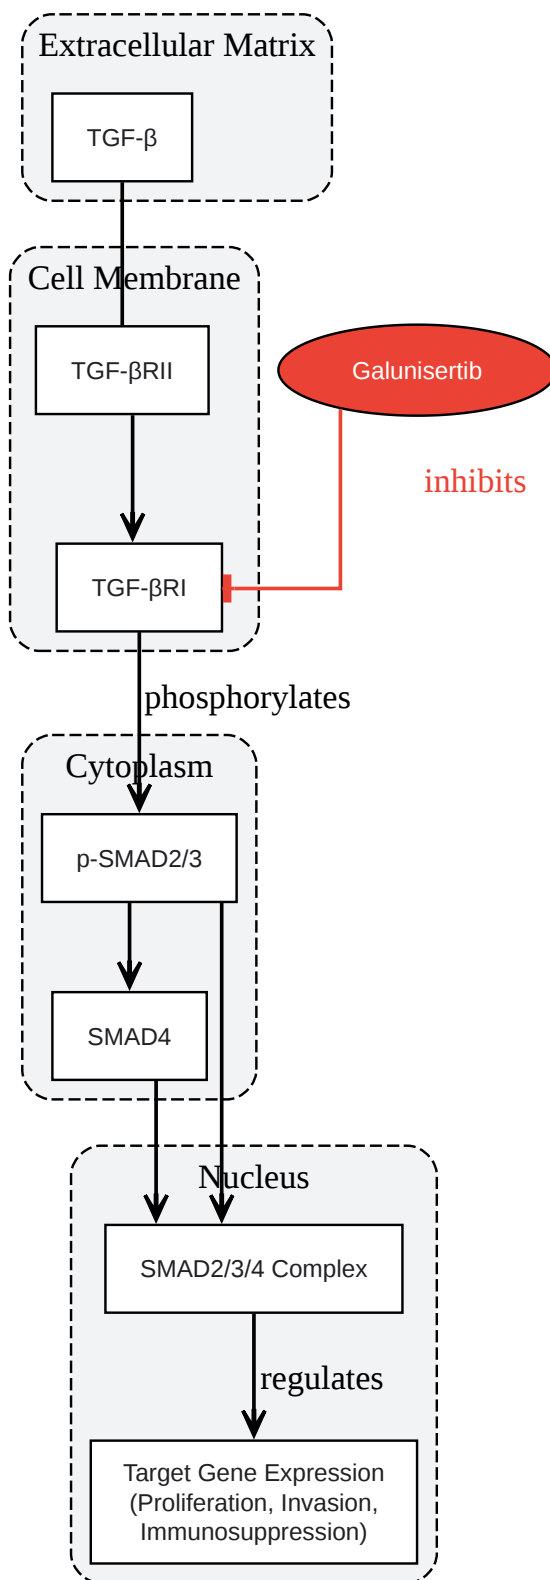 Extracellular Matrix
TGF-β
Cell Membrane
TGF-βRII
Galunisertib
inhibits
TGF-βRI
phosphorylates
Cytoplasm
p-SMAD2/3
SMAD4
Nucleus
SMAD2/3/4 Complex
regulates
Target Gene Expression
(Proliferation, Invasion,
Immunosuppression)